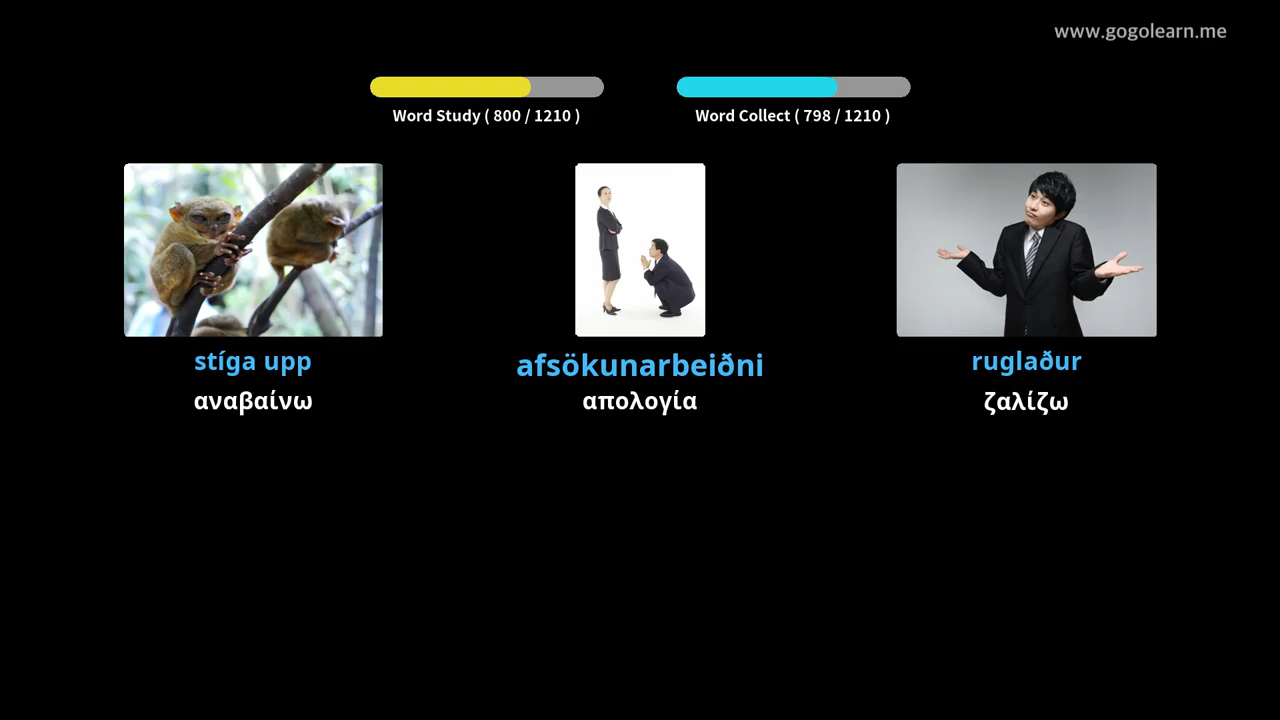 www.gogolearn.me
Word Study ( 800 / 1210 )
Word Collect ( 798 / 1210 )
stíga upp
αναβαίνω
afsökunarbeiðni
απολογία
ruglaður
ζαλίζω